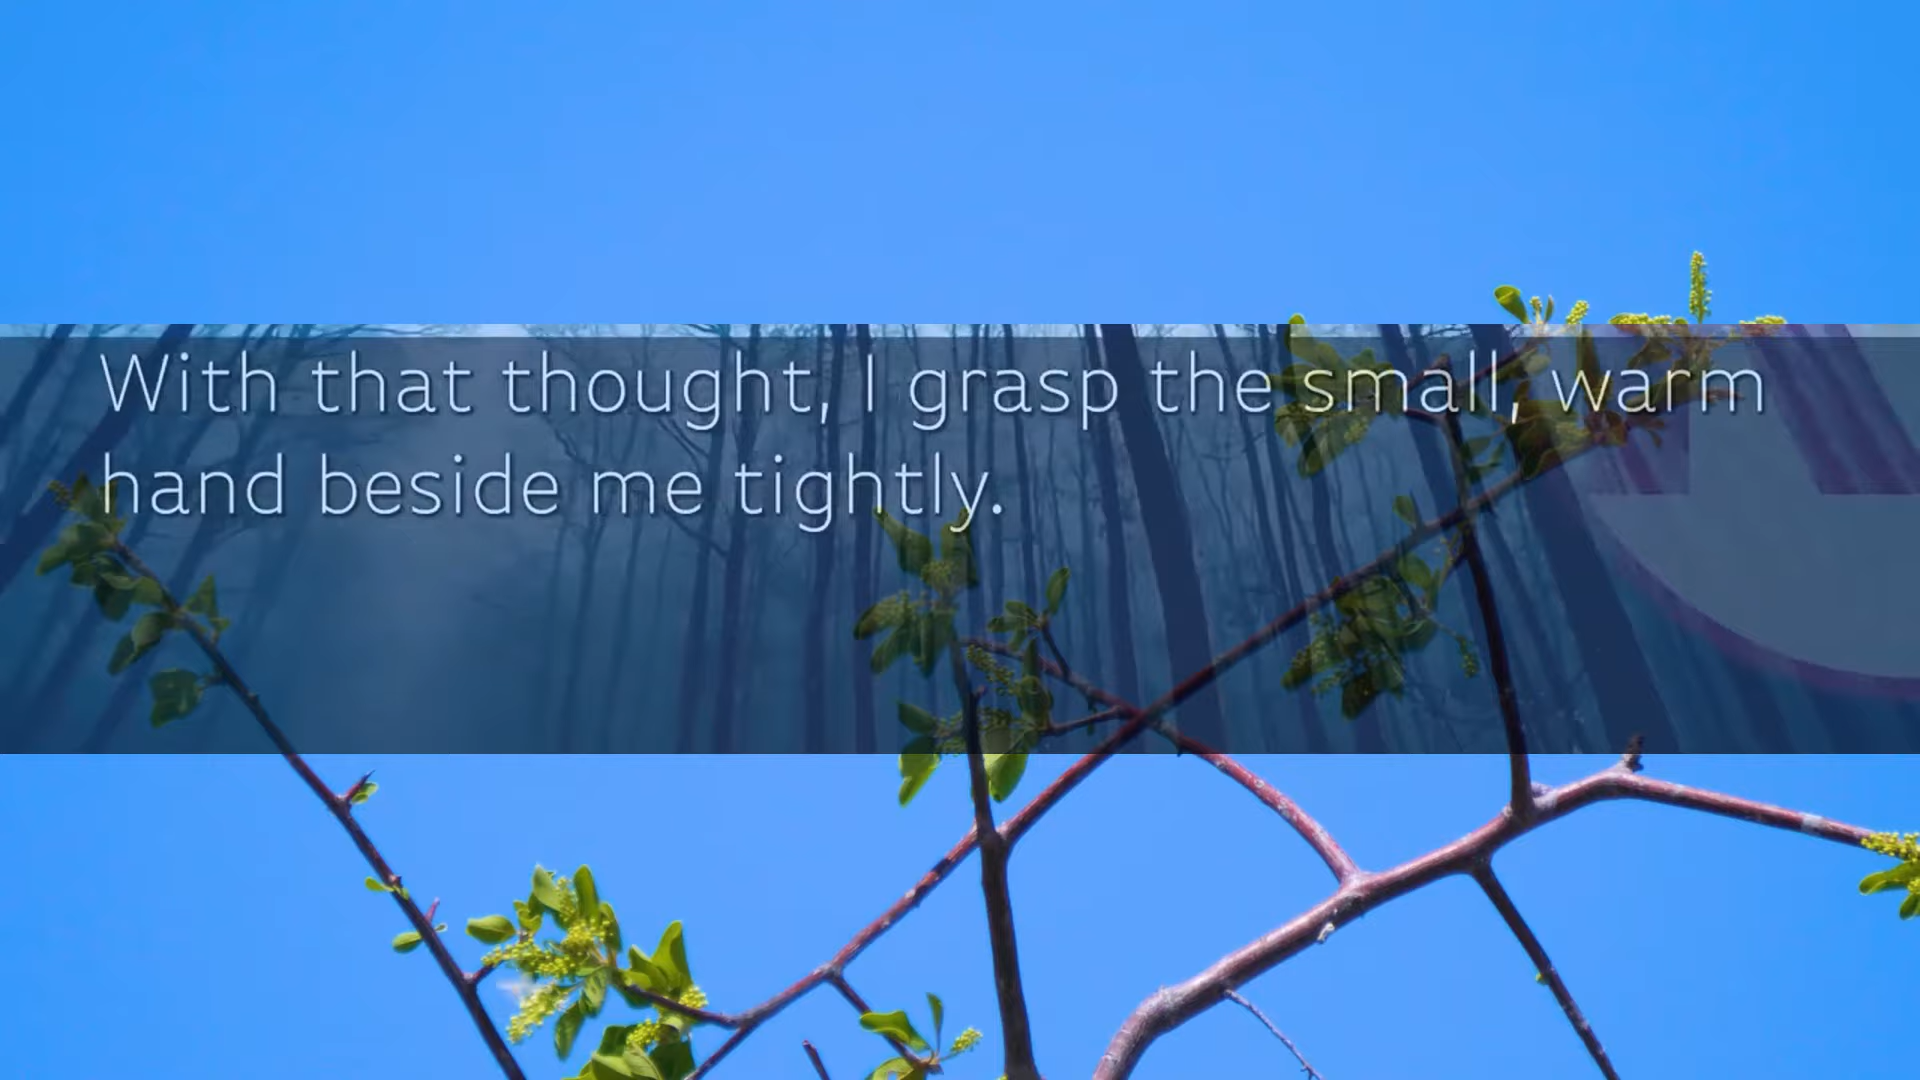 With that thought, I grasp the small, warm
hand beside me tightly.